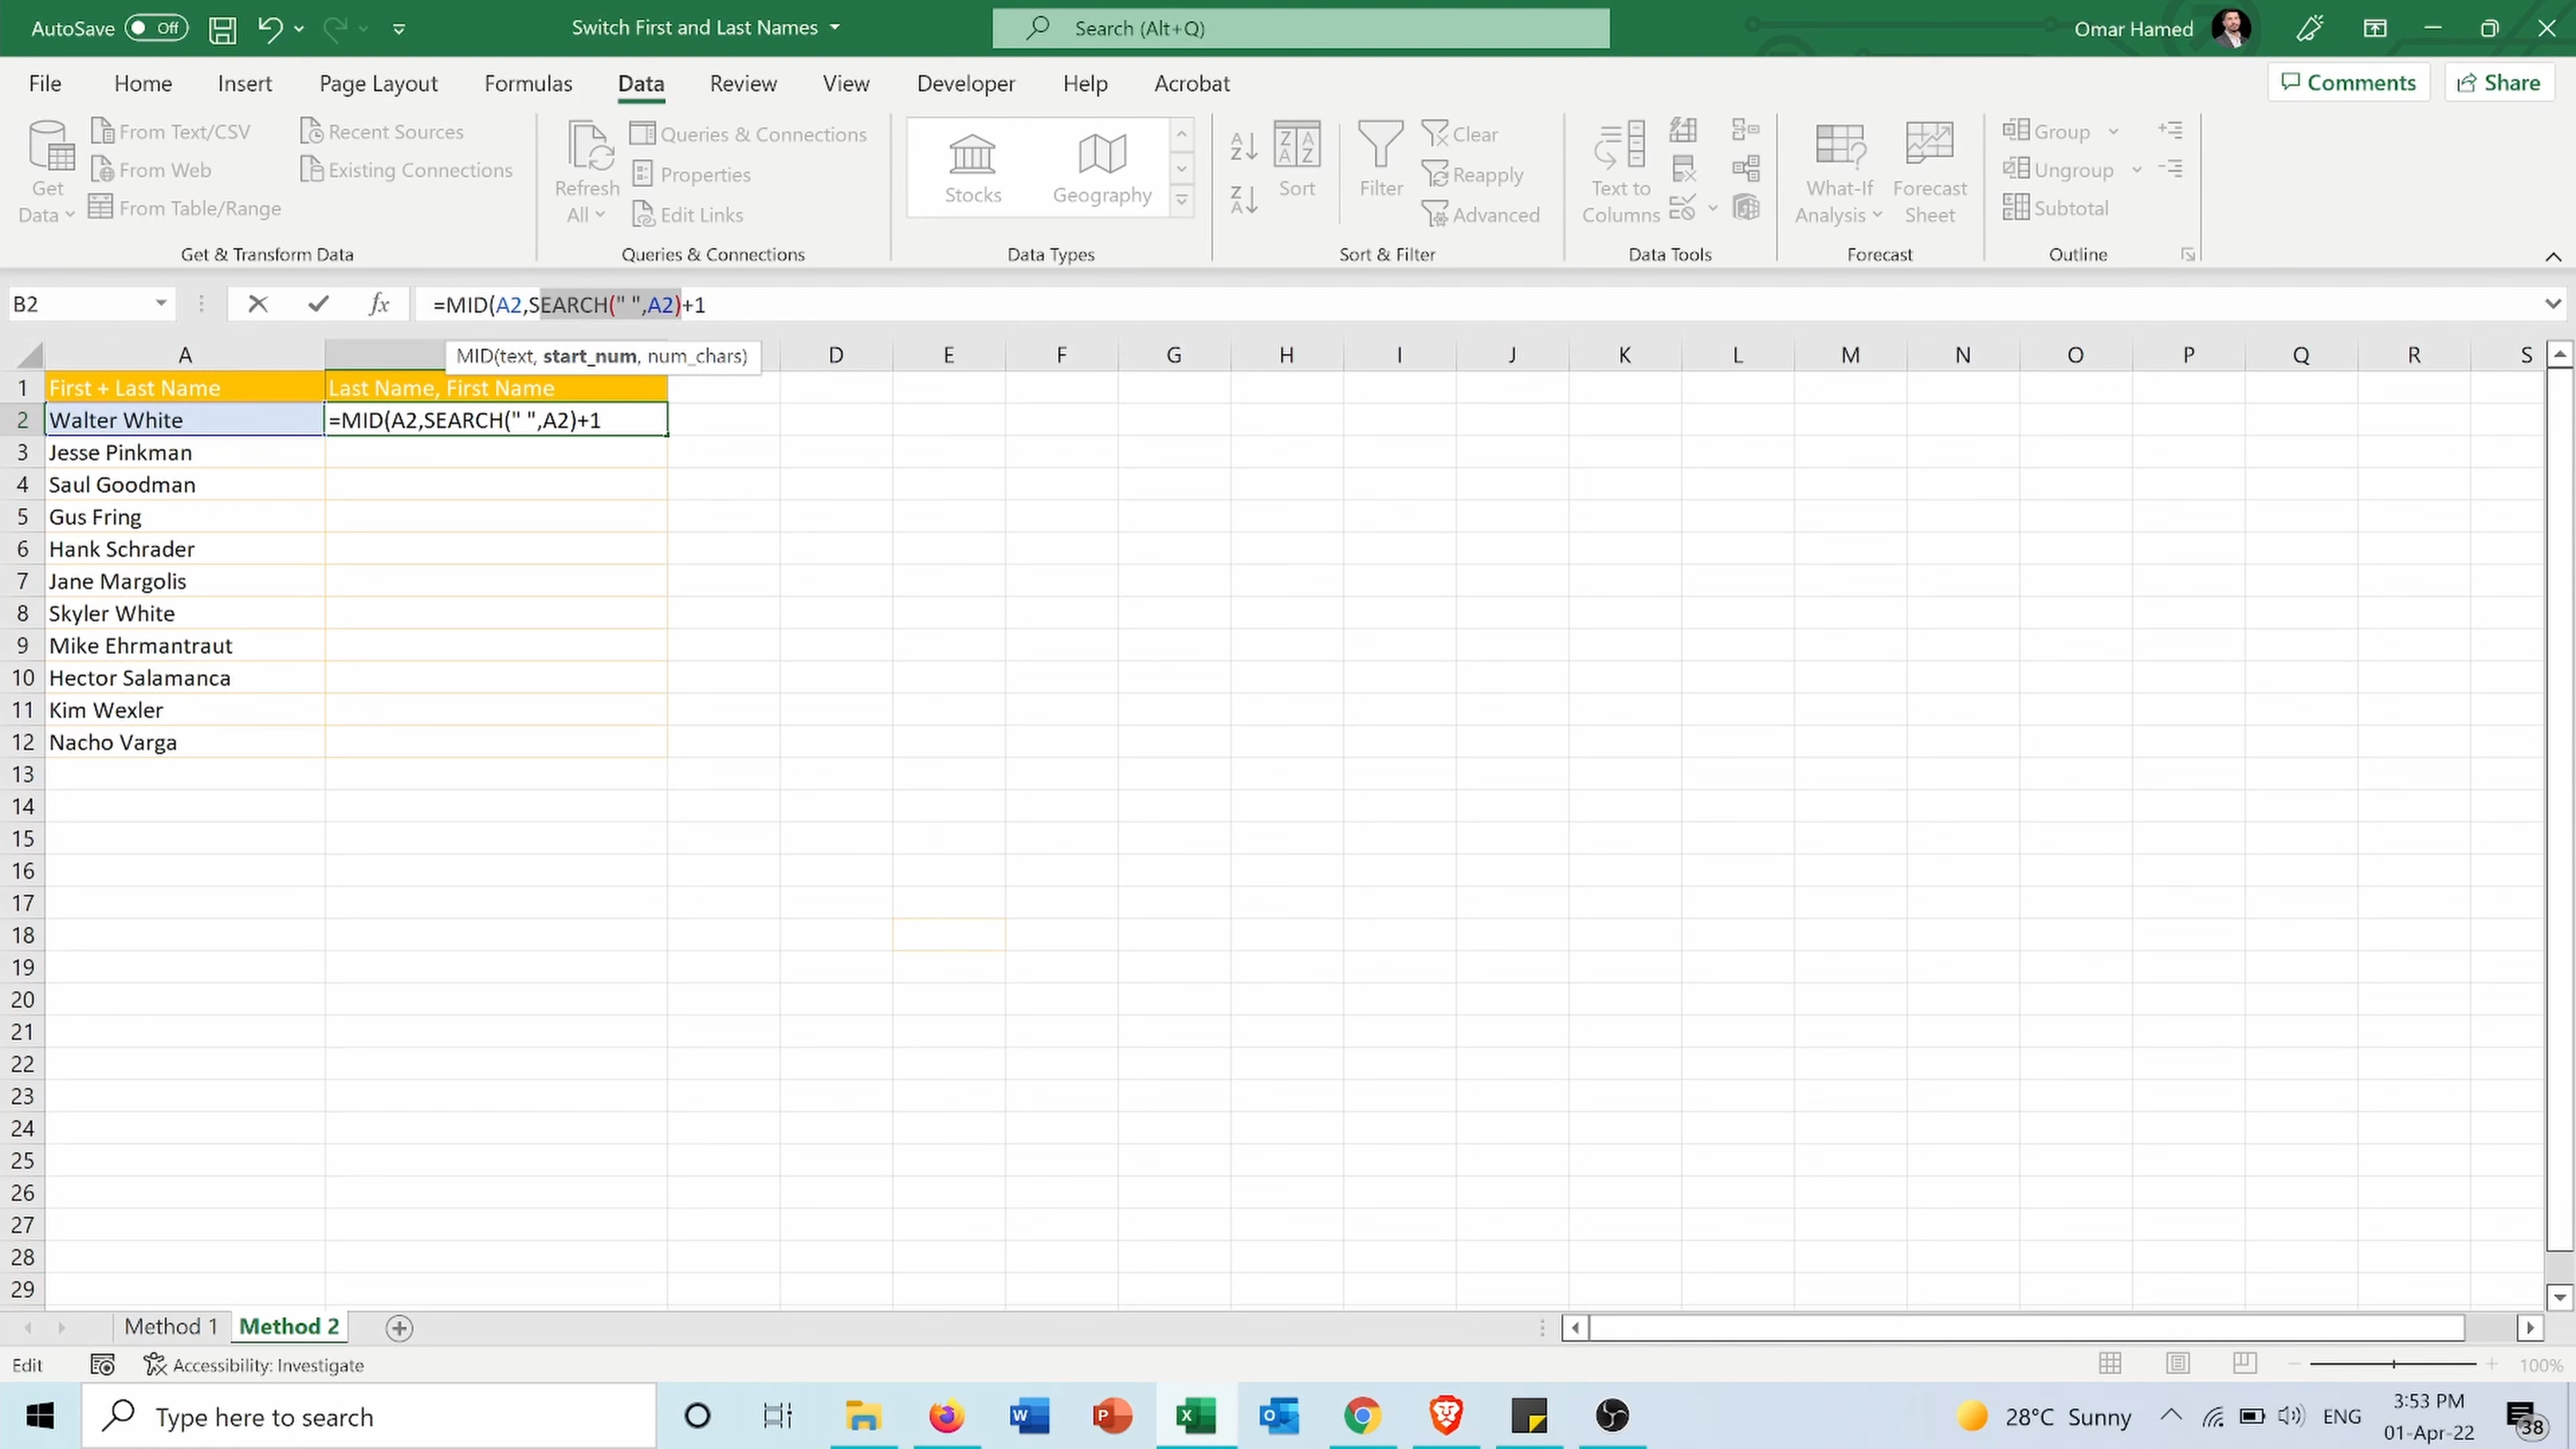 AutoSave Off
Switch First and Last Names
Search (Alt+Q)
Omar Hamed
File Home Insert Page Layout Formulas Data Review View Developer Help Acrobat
Comments Share
Get Data
From Text/CSV
From Web
From Table/Range
Recent Sources
Existing Connections
Get & Transform Data
Refresh All
Queries & Connections
Properties
Edit Links
Queries & Connections
Stocks
Geography
Data Types
Sort
Filter
Clear
Reapply
Advanced
Sort & Filter
Text to Columns
Data Tools
What-If Analysis
Forecast Sheet
Forecast
Group
Ungroup
Subtotal
Outline
B2
fx
=MID(A2,SEARCH(" ",A2)+1
MID(text, start_num, num_chars)
A D E F G H I J K L M N O P Q R S
1 First + Last Name Last Name, First Name
2 Walter White =MID(A2,SEARCH(" ",A2)+1
3 Jesse Pinkman
4 Saul Goodman
5 Gus Fring
6 Hank Schrader
7 Jane Margolis
8 Skyler White
9 Mike Ehrmantraut
10 Hector Salamanca
11 Kim Wexler
12 Nacho Varga
13
14
15
16
17
18
19
20
21
22
23
24
25
26
27
28
29
Method 1 Method 2
Edit
Accessibility: Investigate
100%
Type here to search
28°C Sunny
ENG
3:53 PM
01-Apr-22
38